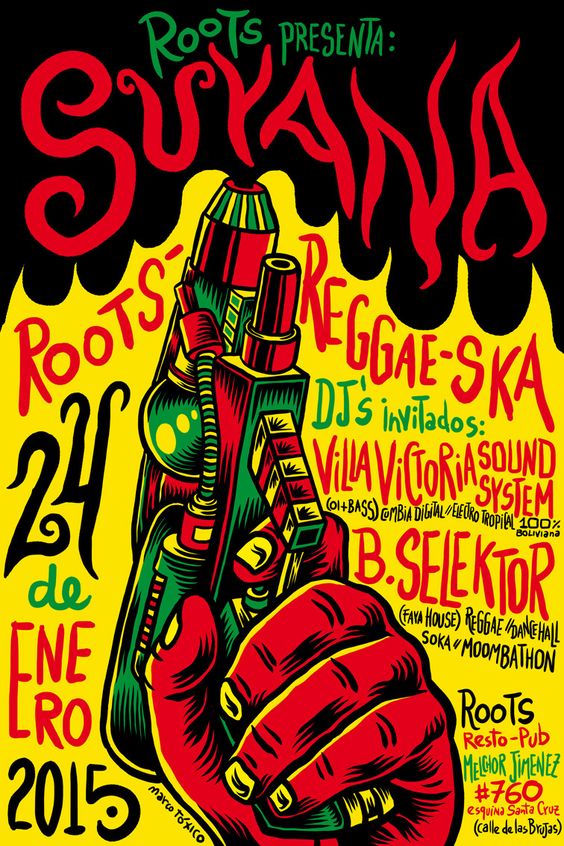 ROOTS PRESENTA:
SUYANA
ROOTS-
REGGAE-SKA
24
de
ENE
ERO
2015
DJ's invitados:
VILLA VICTORIA SOUND
SYSTEM
(OI+BASS) CUMBIA DIGITAL // ELECTRO TROPICAL 100%
BOLIVIANA
B. SELEKTOR
(FAYA HOUSE) REGGAE // DANCEHALL
SOKA // MOOMBATHON
ROOTS
RESTO-PUB
MELCHOR JIMENEZ
#760
esquina Santa Cruz
(calle de las Brujas)
marco TÓXICO